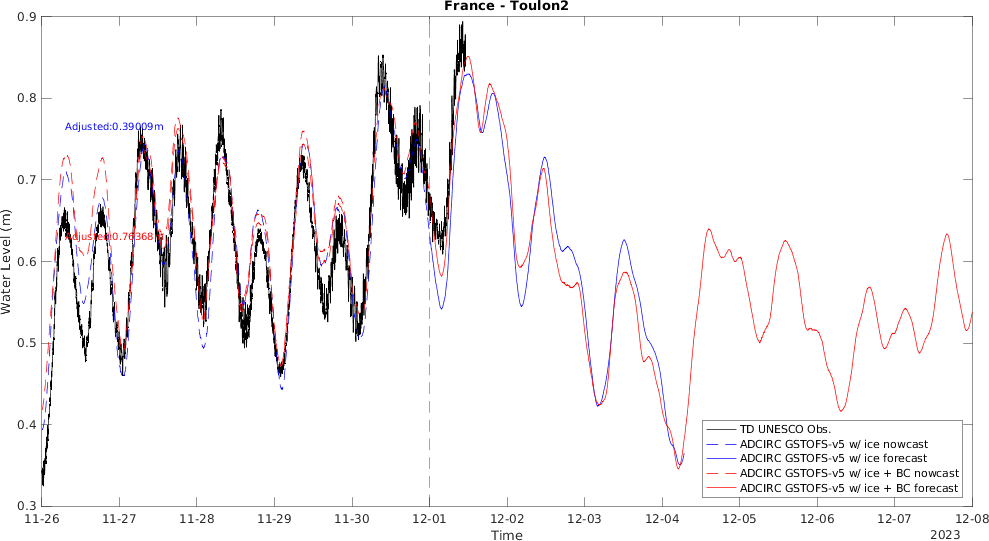 France - Toulon2
0.9
0.8
0.7
0.6
0.5
0.4
0.3
Water Level (m)
Adjusted:0.39009m
Adjusted:0.76368m
TD UNESCO Obs.
ADCIRC GSTOFS-v5 w/ ice nowcast
ADCIRC GSTOFS-v5 w/ ice forecast
ADCIRC GSTOFS-v5 w/ ice + BC nowcast
ADCIRC GSTOFS-v5 w/ ice + BC forecast
11-26 11-27 11-28 11-29 11-30 12-01 12-02 12-03 12-04 12-05 12-06 12-07 12-08
Time
2023